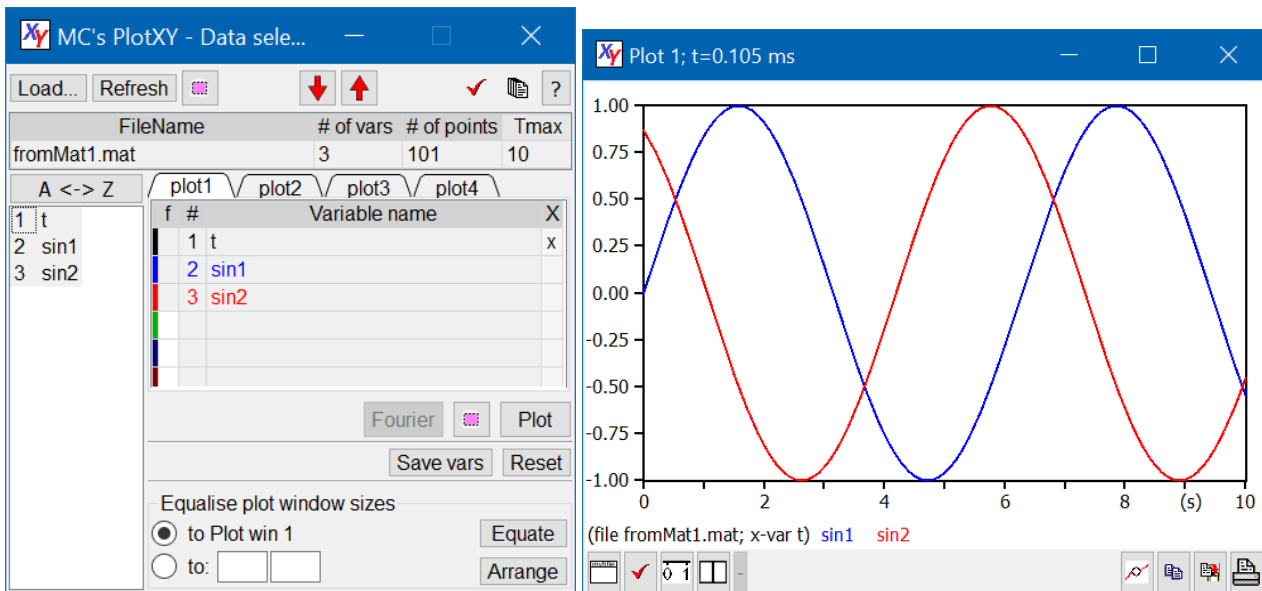 XY MC's PlotXY - Data sele...
Load... Refresh ?
FileName # of vars # of points Tmax
fromMat1.mat 3 101 10
A <-> Z plot1 plot2 plot3 plot4
1 t
2 sin1
3 sin2
f # Variable name X
1 t x
2 sin1
3 sin2
Fourier Plot
Save vars Reset
Equalise plot window sizes
to Plot win 1 Equate
to: Arrange
XY Plot 1; t=0.105 ms
1.00
0.75
0.50
0.25
0.00
-0.25
-0.50
-0.75
-1.00
0 2 4 6 8 (s) 10
(file fromMat1.mat; x-var t) sin1 sin2
0 1